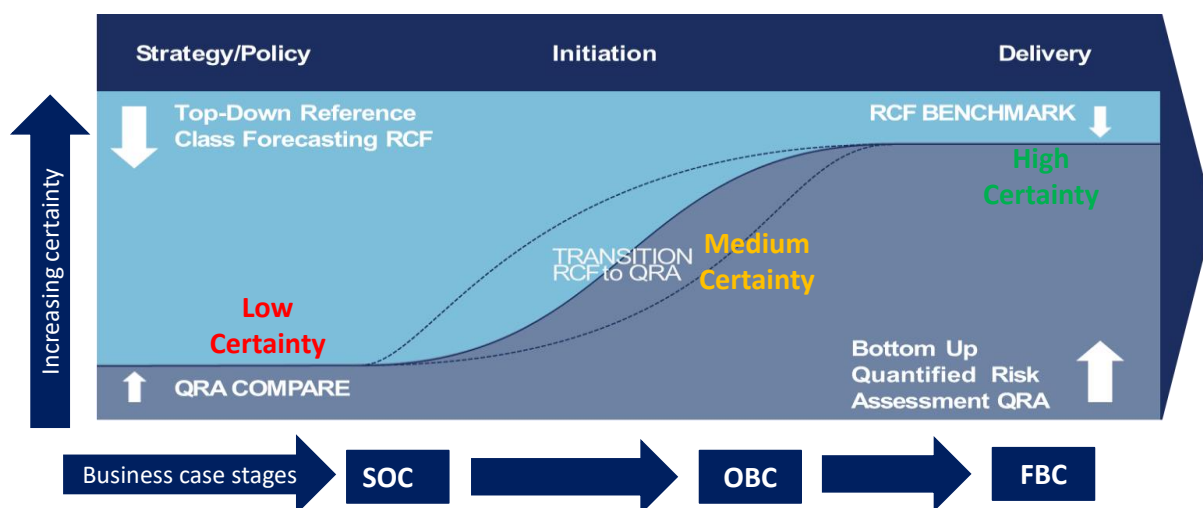 Strategy/Policy
Initiation
Delivery
Top-Down Reference
Class Forecasting RCF
RCF BENCHMARK
High
Certainty
Increasing certainty
TRANSITION
RCF to QRA
Medium
Certainty
Low
Certainty
QRA COMPARE
Bottom Up
Quantified Risk
Assessment QRA
Business case stages
SOC
OBC
FBC